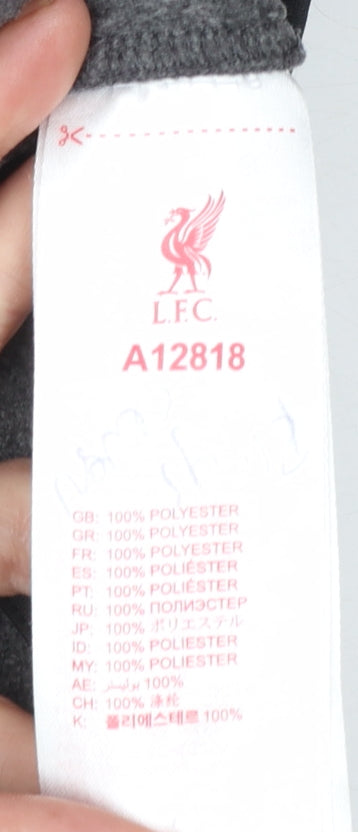 L.F.C.
A12818
GB: 100% POLYESTER
GR: 100% POLYESTER
FR: 100% POLYESTER
ES: 100% POLIÉSTER
PT: 100% POLIÉSTER
RU: 100% ПОЛИЭСТЕР
JP: 100% ポリエステル
ID: 100% POLIESTER
MY: 100% POLIESTER
AE: بوليستر 100%
CH: 100% 涤纶
K: 폴리에스테르 100%